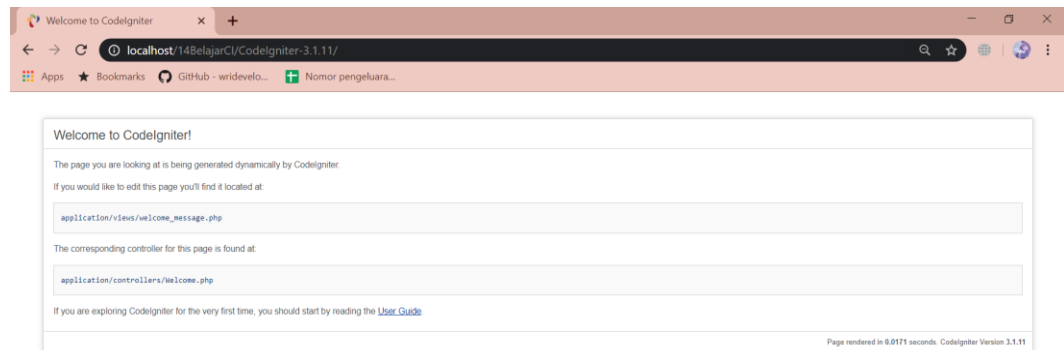 Welcome to CodeIgniter
localhost/14BelajarCI/CodeIgniter-3.1.11/
Apps Bookmarks GitHub - wridevelo... Nomor pengeluara...
Welcome to CodeIgniter!
The page you are looking at is being generated dynamically by CodeIgniter.
If you would like to edit this page you'll find it located at:
application/views/welcome_message.php
The corresponding controller for this page is found at:
application/controllers/Welcome.php
If you are exploring CodeIgniter for the very first time, you should start by reading the User Guide.
Page rendered in 0.0171 seconds. CodeIgniter Version 3.1.11